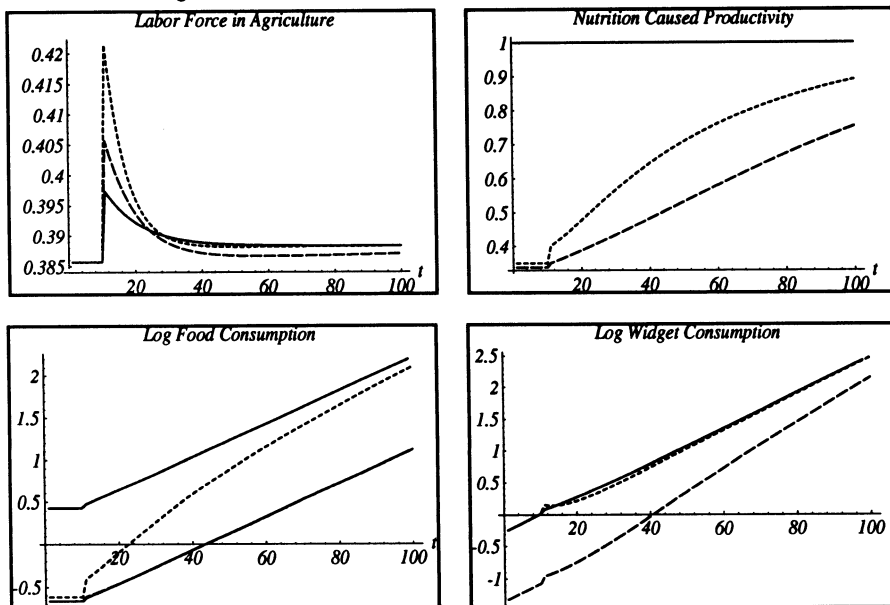 Labor Force in Agriculture
0.42
0.415
0.41
0.405
0.4
0.395
0.39
0.385
20 40 60 80 100
t
Nutrition Caused Productivity
1
0.9
0.8
0.7
0.6
0.5
0.4
20 40 60 80 100
t
Log Food Consumption
2
1.5
1
0.5
-0.5
20 40 60 80 100
t
Log Widget Consumption
2.5
2
1.5
1
0.5
-0.5
-1
20 40 60 80 100
t